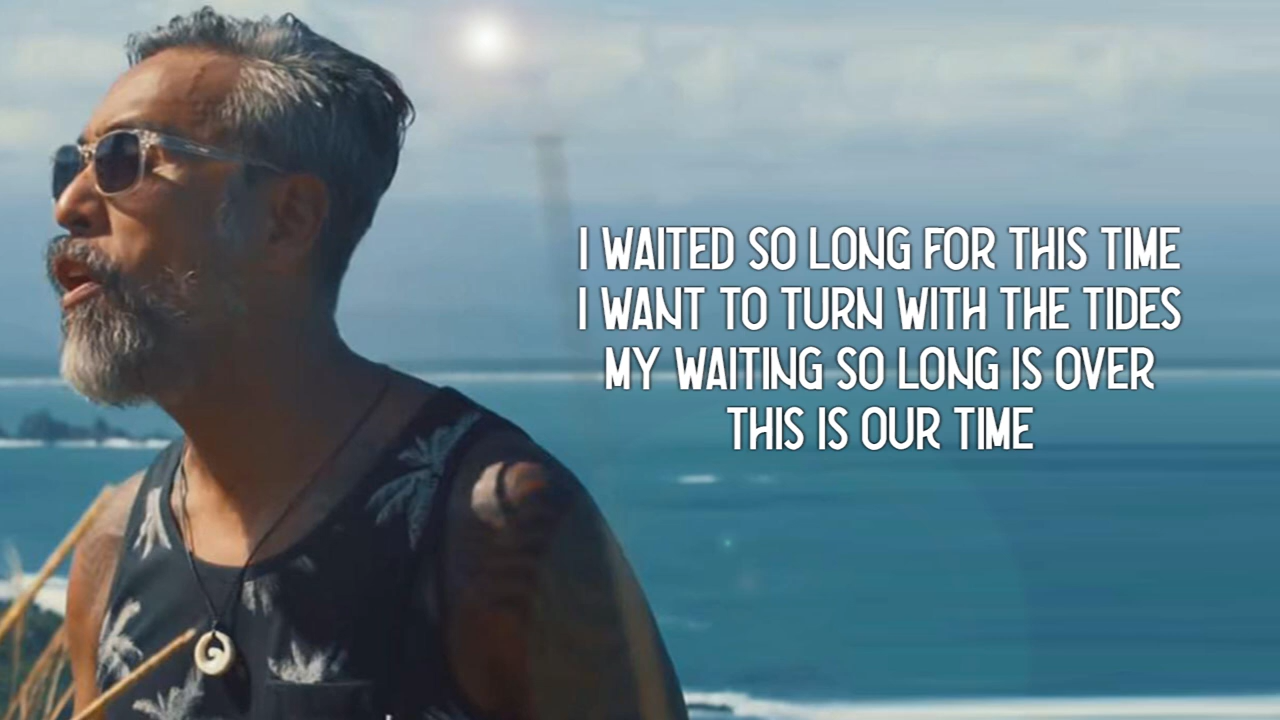 I WAITED SO LONG FOR THIS TIME
I WANT TO TURN WITH THE TIDES
MY WAITING SO LONG IS OVER
THIS IS OUR TIME